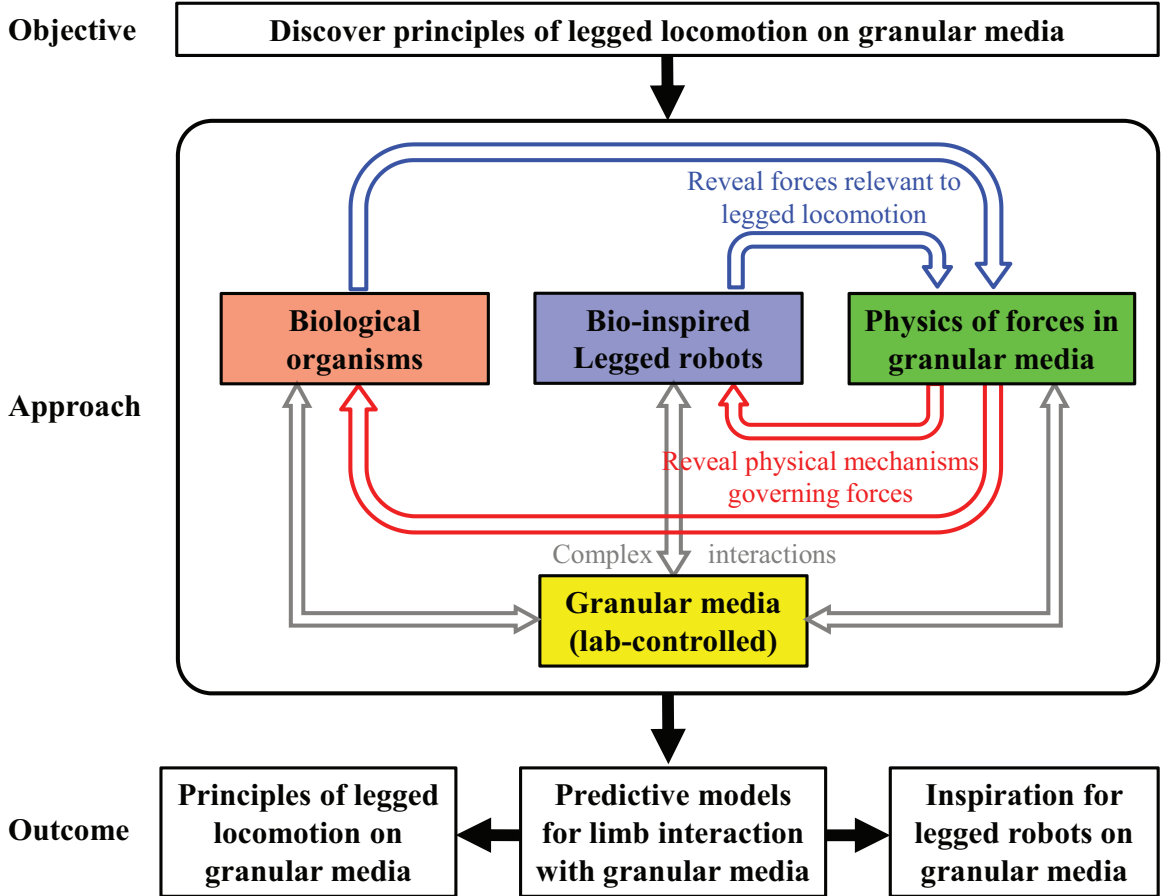 Objective
Discover principles of legged locomotion on granular media
Reveal forces relevant to
legged locomotion
Biological
organisms
Bio-inspired
Legged robots
Physics of forces in
granular media
Approach
Reveal physical mechanisms
governing forces
Complex interactions
Granular media
(lab-controlled)
Outcome
Principles of legged
locomotion on
granular media
Predictive models
for limb interaction
with granular media
Inspiration for
legged robots on
granular media